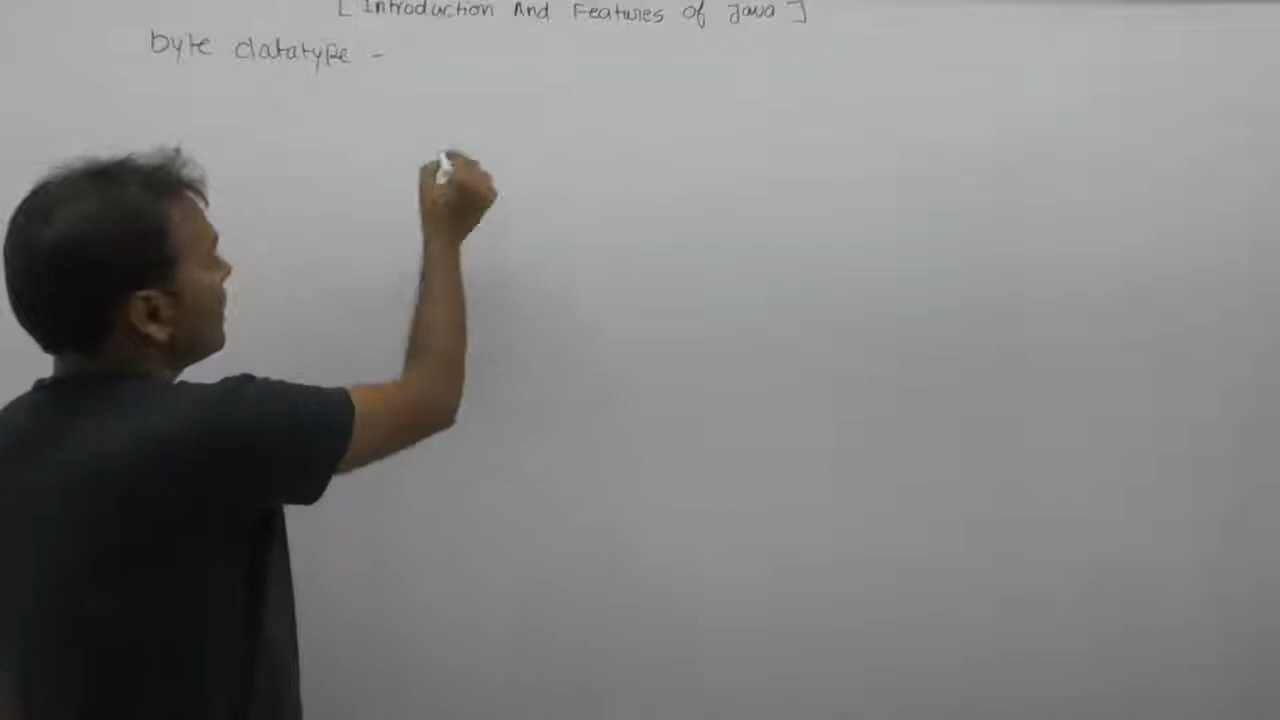 [ Introduction And Features of Java ]
byte datatype -